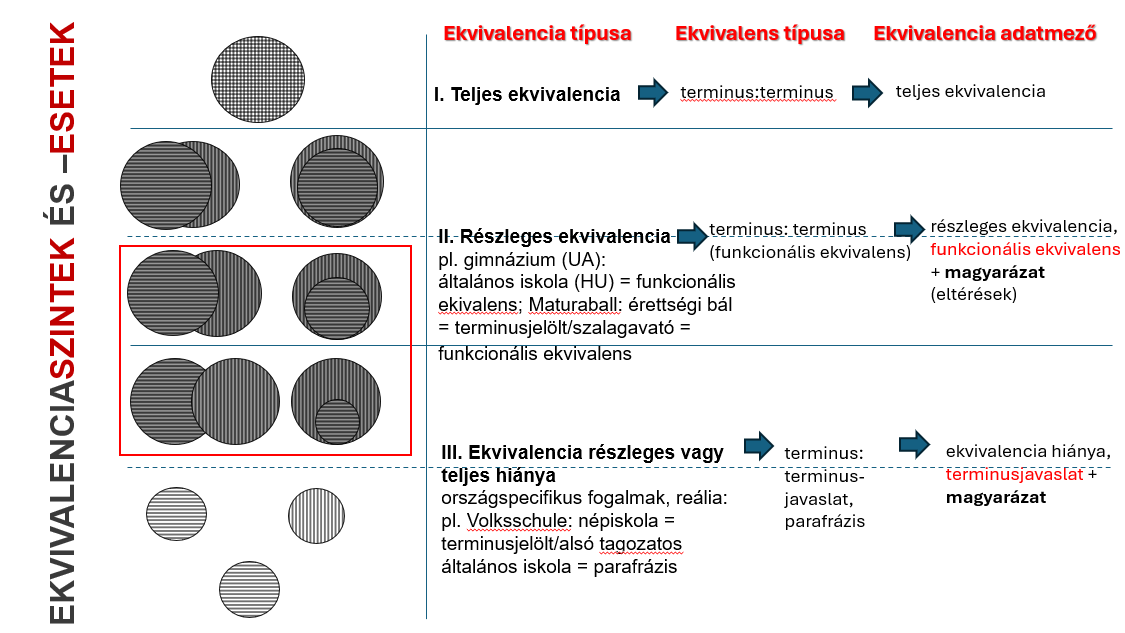 EKVIVALENCIASZINTEK ÉS –ESETEK
Ekvivalencia típusa
Ekvivalens típusa
Ekvivalencia adatmező
I. Teljes ekvivalencia
terminus:terminus
teljes ekvivalencia
II. Részleges ekvivalencia
pl. gimnázium (UA):
általános iskola (HU) = funkcionális
ekivalens; Maturaball: érettségi bál
= terminusjelölt/szalagavató =
funkcionális ekvivalens
terminus: terminus
(funkcionális ekvivalens)
részleges ekvivalencia,
funkcionális ekvivalens
+ magyarázat
(eltérések)
III. Ekvivalencia részleges vagy
teljes hiánya
országspecifikus fogalmak, reália:
pl. Volksschule: népiskola =
terminusjelölt/alsó tagozatos
általános iskola = parafrázis
terminus:
terminus-
javaslat,
parafrázis
ekvivalencia hiánya,
terminusjavaslat +
magyarázat